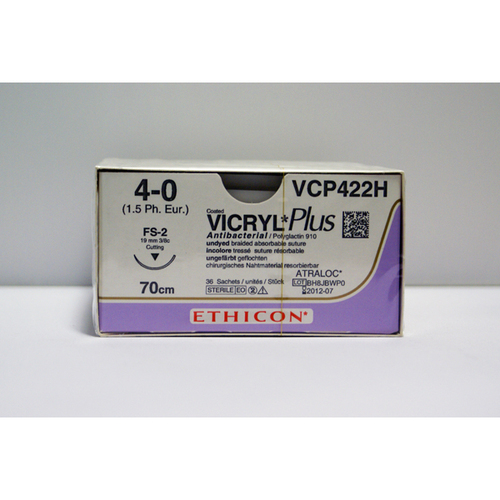 4-0
(1.5 Ph. Eur.)
FS-2
19 mm 3/8c
Cutting
70cm
VCP422H
Coated
VICRYL* Plus
Antibacterial / Polyglactin 910
undyed braided absorbable suture
incolore tressé suture résorbable
ungefärbt geflochten
chirurgisches Nahtmaterial resorbierbar
ATRALOC*
36 Sachets / unités / Stück
LOT BH8JBWP0
STERILE EO
2012-07
ETHICON*